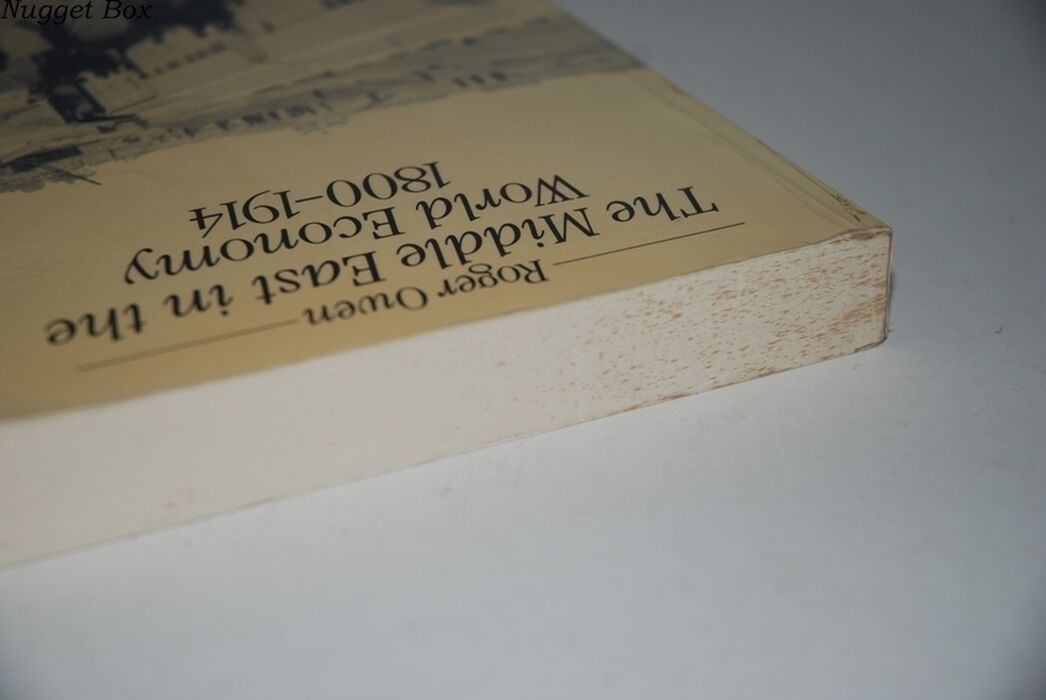 Nugget Box
Roger Owen
The Middle East in the
World Economy
1800–1914